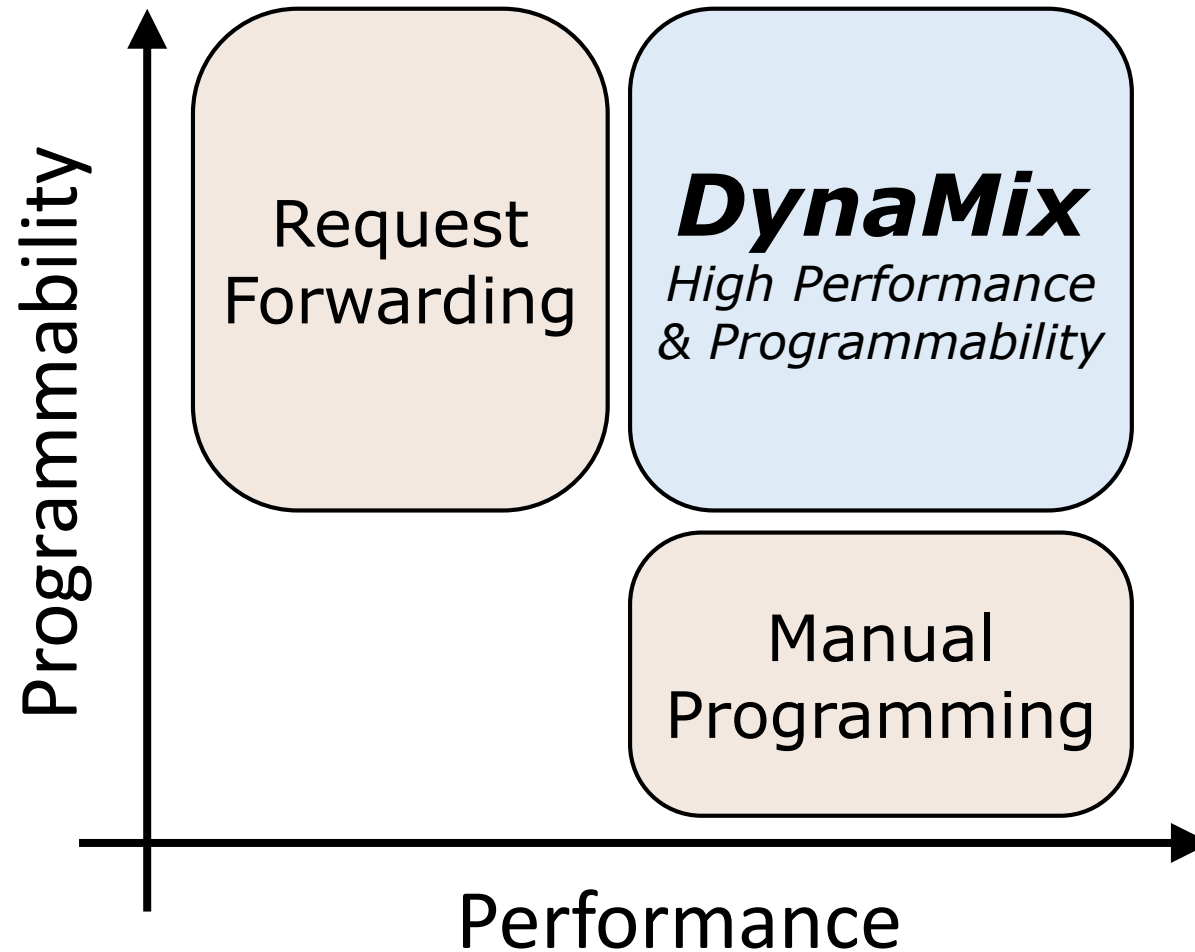 Programmability
Request
Forwarding
DynaMix
High Performance
& Programmability
Manual
Programming
Performance